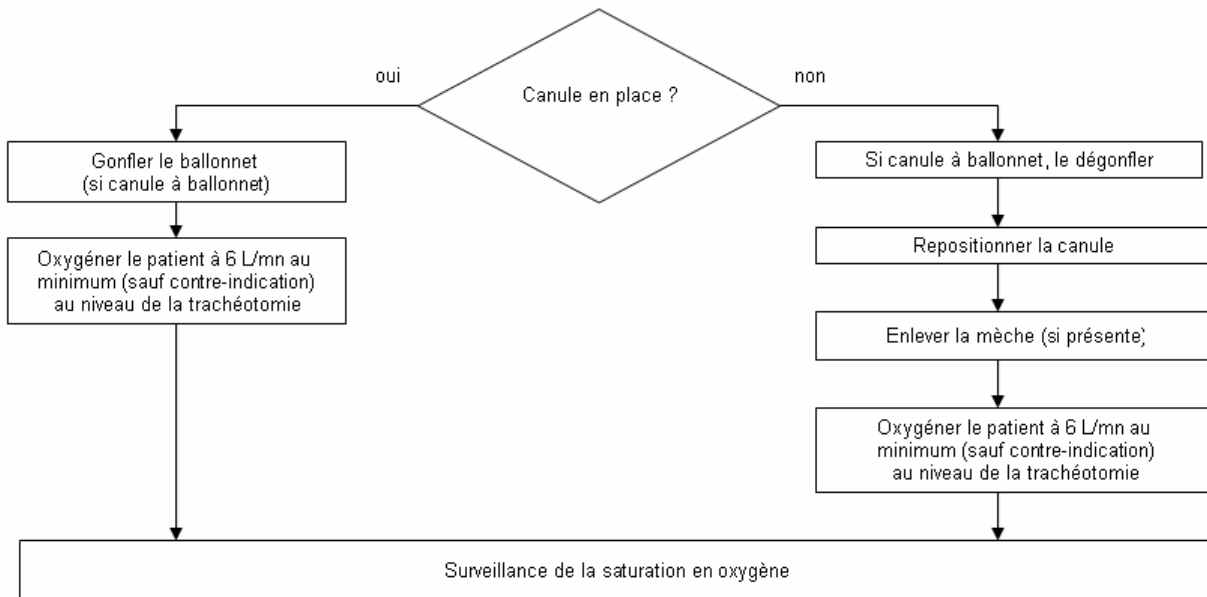 Canule en place ?
oui
non
Gonfler le ballonnet
(si canule à ballonnet)
Oxygéner le patient à 6 L/mn au
minimum (sauf contre-indication)
au niveau de la trachéotomie
Si canule à ballonnet, le dégonfler
Repositionner la canule
Enlever la mèche (si présente)
Oxygéner le patient à 6 L/mn au
minimum (sauf contre-indication)
au niveau de la trachéotomie
Surveillance de la saturation en oxygène